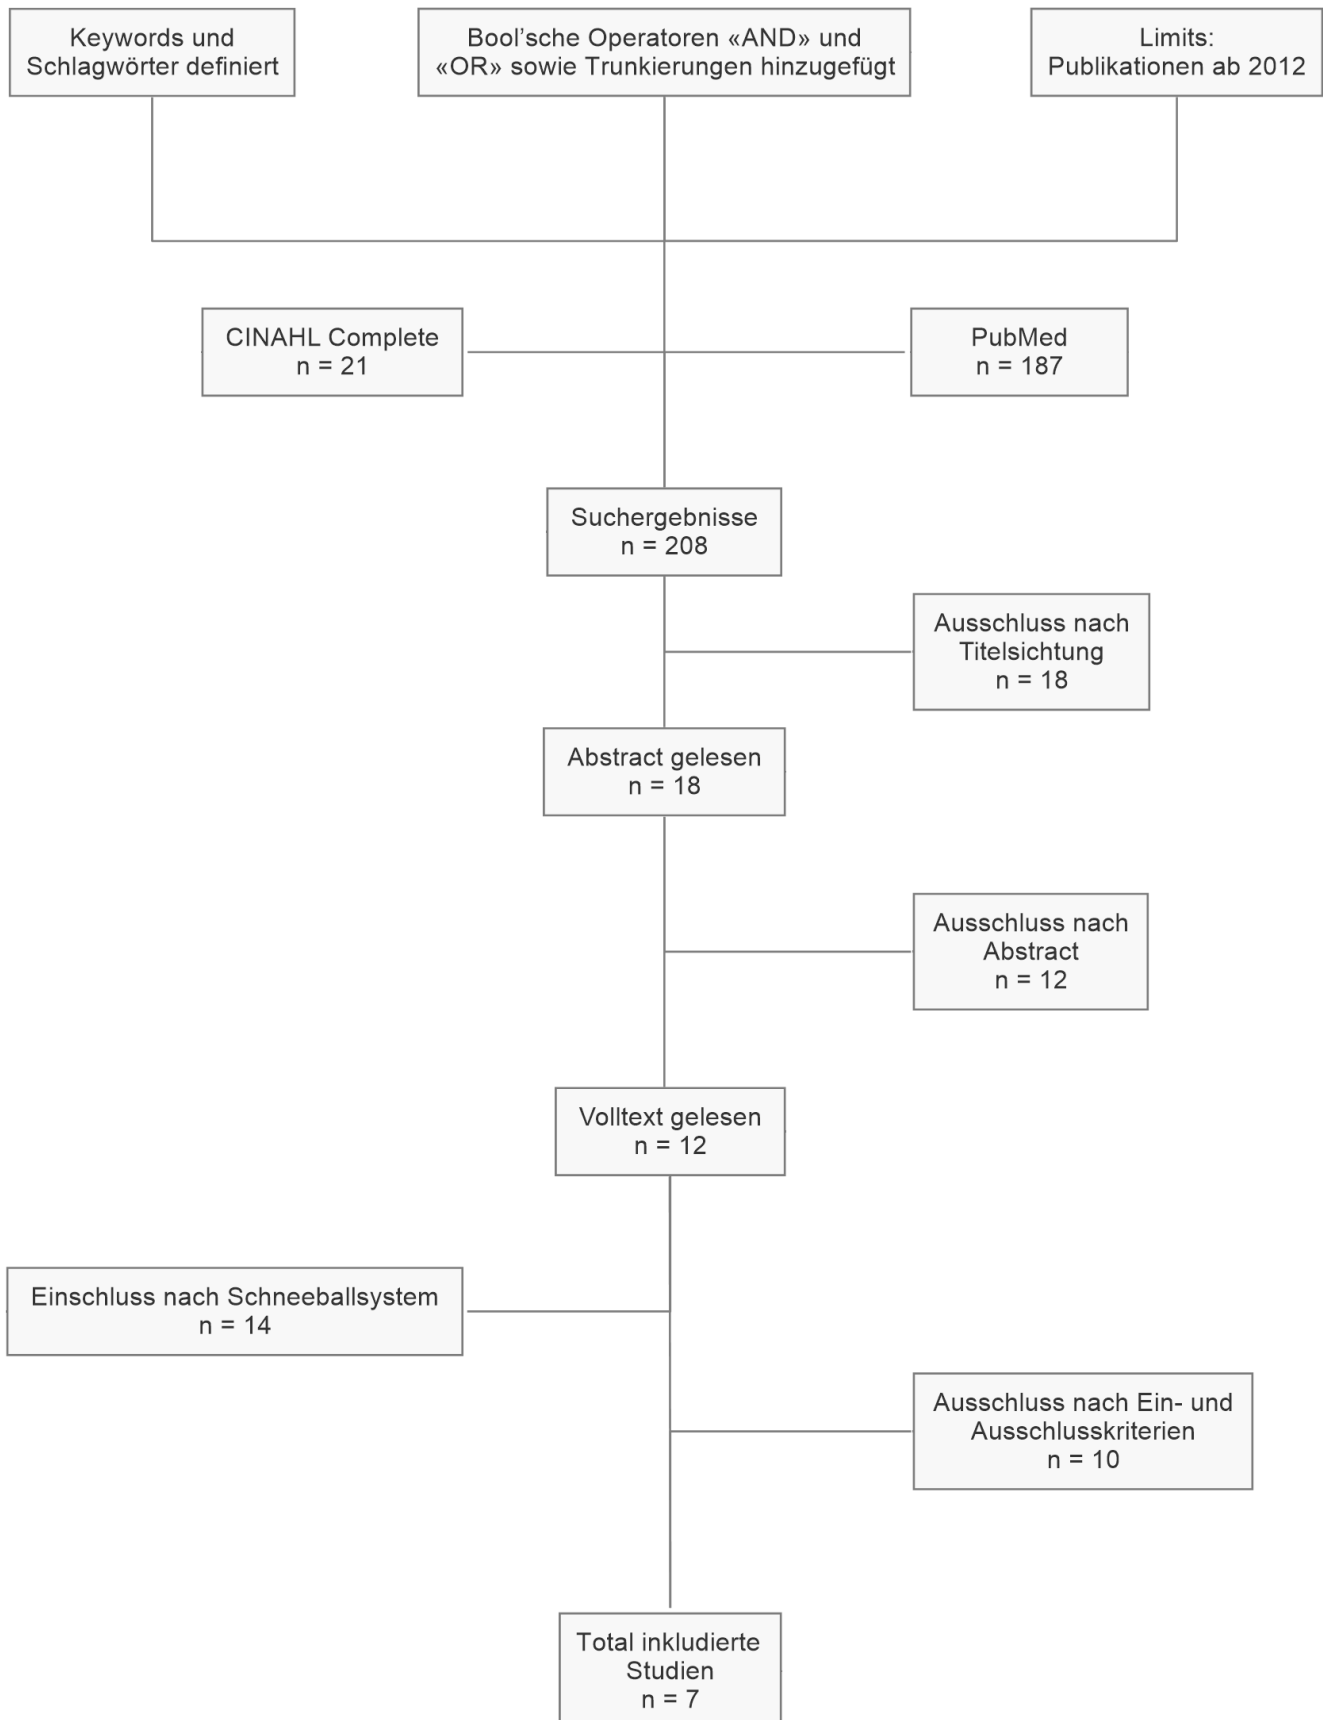 Keywords und
Schlagwörter definiert
Bool’sche Operatoren «AND» und
«OR» sowie Trunkierungen hinzugefügt
Limits:
Publikationen ab 2012
CINAHL Complete
n = 21
PubMed
n = 187
Suchergebnisse
n = 208
Ausschluss nach
Titelsichtung
n = 18
Abstract gelesen
n = 18
Ausschluss nach
Abstract
n = 12
Volltext gelesen
n = 12
Einschluss nach Schneeballsystem
n = 14
Ausschluss nach Ein- und
Ausschlusskriterien
n = 10
Total inkludierte
Studien
n = 7